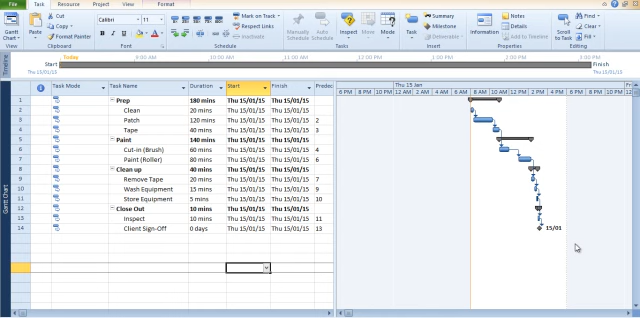 File Task Resource Project View Format
Cut
Copy
Format Painter
Gantt Chart
Paste
Calibri 11
B I U
Mark on Track
Respect Links
Manually Schedule
Auto Schedule
Inspect
Move
Mode
Task
Summary
Milestone
Deliverable
Information
Notes
Details
Add to Timeline
Scroll to Task
Find
Clear
Fill
View Clipboard Font Schedule Tasks Insert Properties Editing
Timeline
Today 9:00 AM 10:00 AM 11:00 AM 12:00 PM 1:00 PM 2:00 PM 3:00 PM
Start Finish
Thu 15/01/15 Thu 15/01/15
Gantt Chart
Task Mode Task Name Duration Start Finish Predec
1 Prep 180 mins Thu 15/01/15 Thu 15/01/15
2 Clean 20 mins Thu 15/01/15 Thu 15/01/15
3 Patch 120 mins Thu 15/01/15 Thu 15/01/15 2
4 Tape 40 mins Thu 15/01/15 Thu 15/01/15 3
5 Paint 140 mins Thu 15/01/15 Thu 15/01/15
6 Cut-in (Brush) 60 mins Thu 15/01/15 Thu 15/01/15 4
7 Paint (Roller) 80 mins Thu 15/01/15 Thu 15/01/15 6
8 Clean up 40 mins Thu 15/01/15 Thu 15/01/15
9 Remove Tape 20 mins Thu 15/01/15 Thu 15/01/15 7
10 Wash Equipment 15 mins Thu 15/01/15 Thu 15/01/15 9
11 Store Equipment 5 mins Thu 15/01/15 Thu 15/01/15 10
12 Close Out 10 mins Thu 15/01/15 Thu 15/01/15
13 Inspect 10 mins Thu 15/01/15 Thu 15/01/15 11
14 Client Sign-Off 0 days Thu 15/01/15 Thu 15/01/15 13
Thu 15 Jan Fr
6 PM 8 PM 10 PM 12 AM 2 AM 4 AM 6 AM 8 AM 10 AM 12 PM 2 PM 4 PM 6 PM 8 PM 10 PM 12
15/01